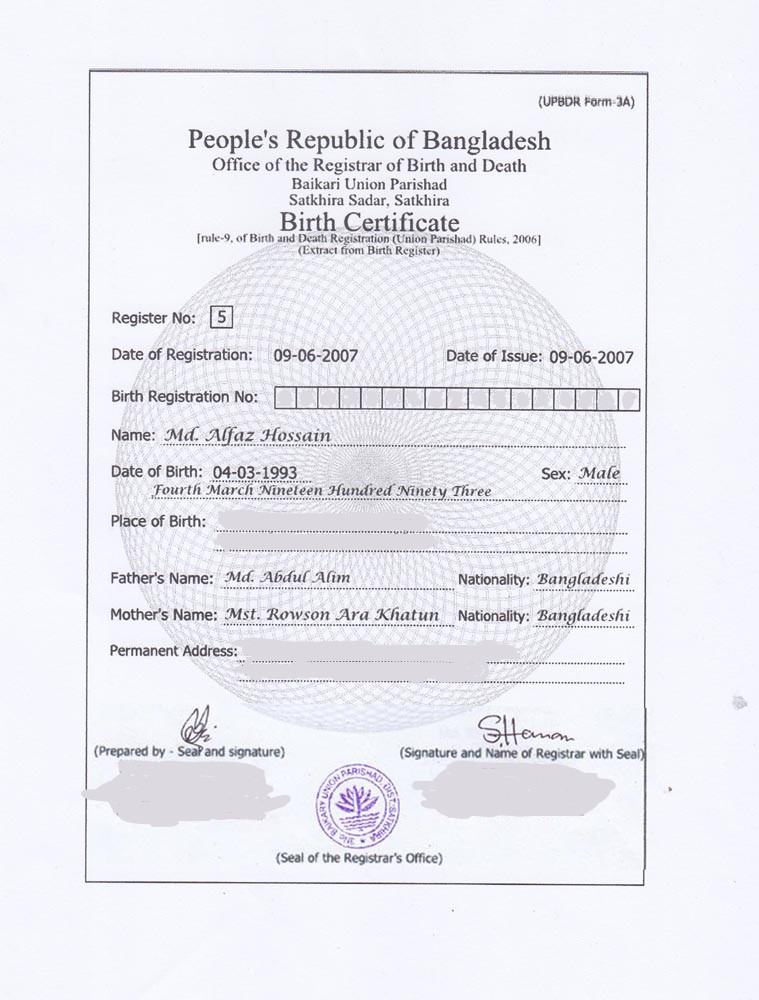 (UPBDR Form-3A)
People's Republic of Bangladesh
Office of the Registrar of Birth and Death
Baikari Union Parishad
Satkhira Sadar, Satkhira
Birth Certificate
[rule-9, of Birth and Death Registration (Union Parishad) Rules, 2006]
(Extract from Birth Register)
Register No: 5
Date of Registration: 09-06-2007 Date of Issue: 09-06-2007
Birth Registration No:
Name: Md. Alfaz Hossain
Date of Birth: 04-03-1993 Sex: Male
Fourth March Nineteen Hundred Ninety Three
Place of Birth:
Father's Name: Md. Abdul Alim Nationality: Bangladeshi
Mother's Name: Mst. Rowson Ara Khatun Nationality: Bangladeshi
Permanent Address:
(Prepared by - Seal and signature) (Signature and Name of Registrar with Seal)
BAIKARY UNION PARISHAD, DIST-SATKHIRA
(Seal of the Registrar's Office)